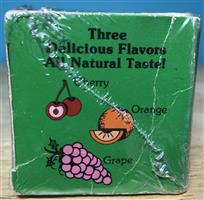 Three
Delicious Flavors
All Natural Taste!
Cherry
Orange
Grape